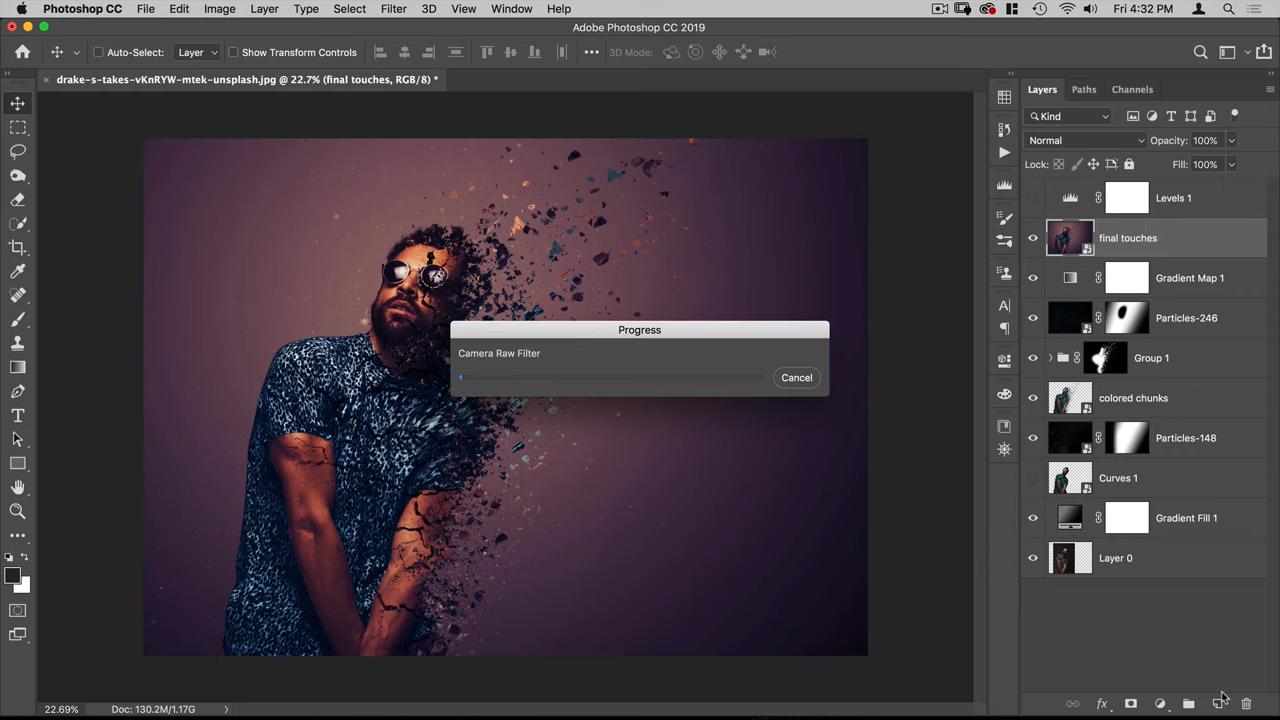 Photoshop CC File Edit Image Layer Type Select Filter 3D View Window Help Fri 4:32 PM
Adobe Photoshop CC 2019
Auto-Select: Layer Show Transform Controls 3D Mode:
drake-s-takes-vKnRYW-mtek-unsplash.jpg @ 22.7% (final touches, RGB/8) *
Layers Paths Channels
Kind
Normal Opacity: 100%
Lock: Fill: 100%
Levels 1
final touches
Gradient Map 1
Particles-246
Progress
Camera Raw Filter
Cancel
Group 1
colored chunks
Particles-148
Curves 1
Gradient Fill 1
Layer 0
22.69% Doc: 130.2M/1.17G
fx